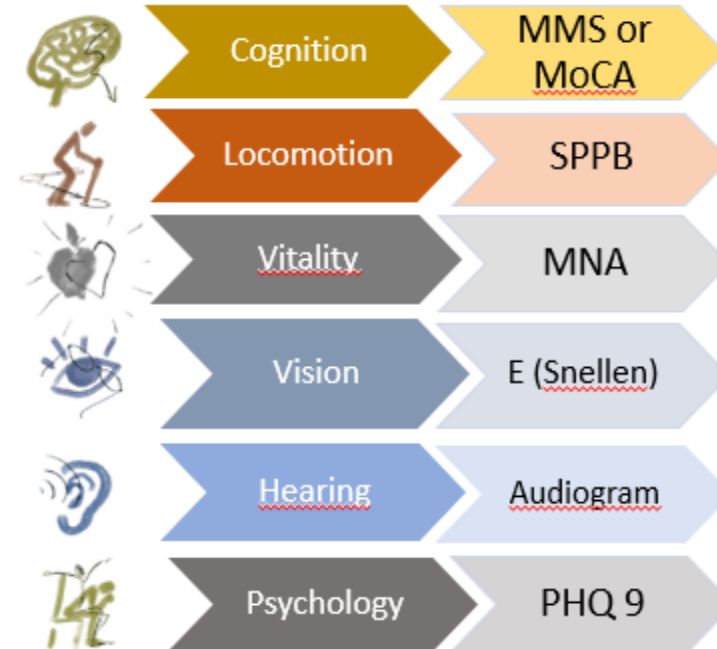 Cognition
MMS or
MoCA
Locomotion
SPPB
Vitality
MNA
Vision
E (Snellen)
Hearing
Audiogram
Psychology
PHQ 9